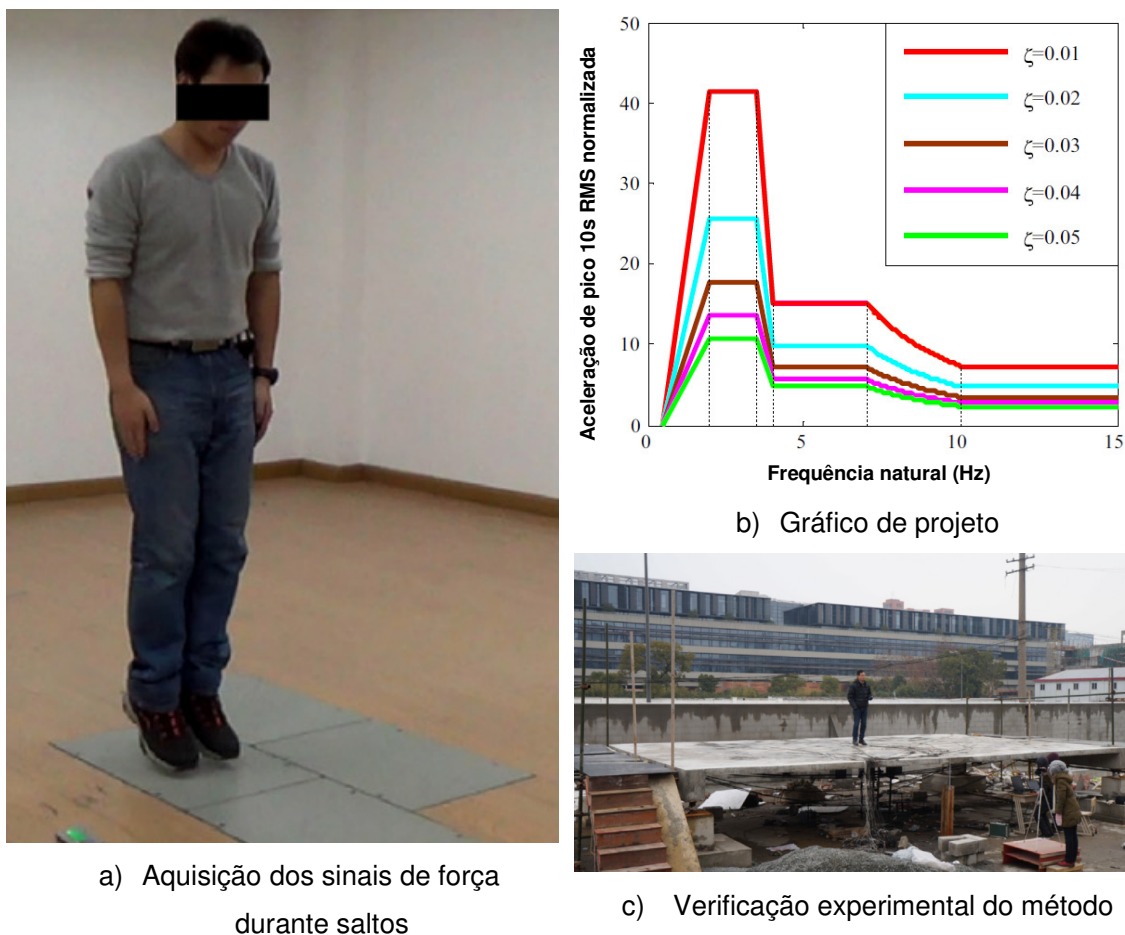 50
40
30
20
10
0
Aceleração de pico 10s RMS normalizada
ζ=0.01
ζ=0.02
ζ=0.03
ζ=0.04
ζ=0.05
0 5 10 15
Frequência natural (Hz)
b) Gráfico de projeto
a) Aquisição dos sinais de força
durante saltos
c) Verificação experimental do método